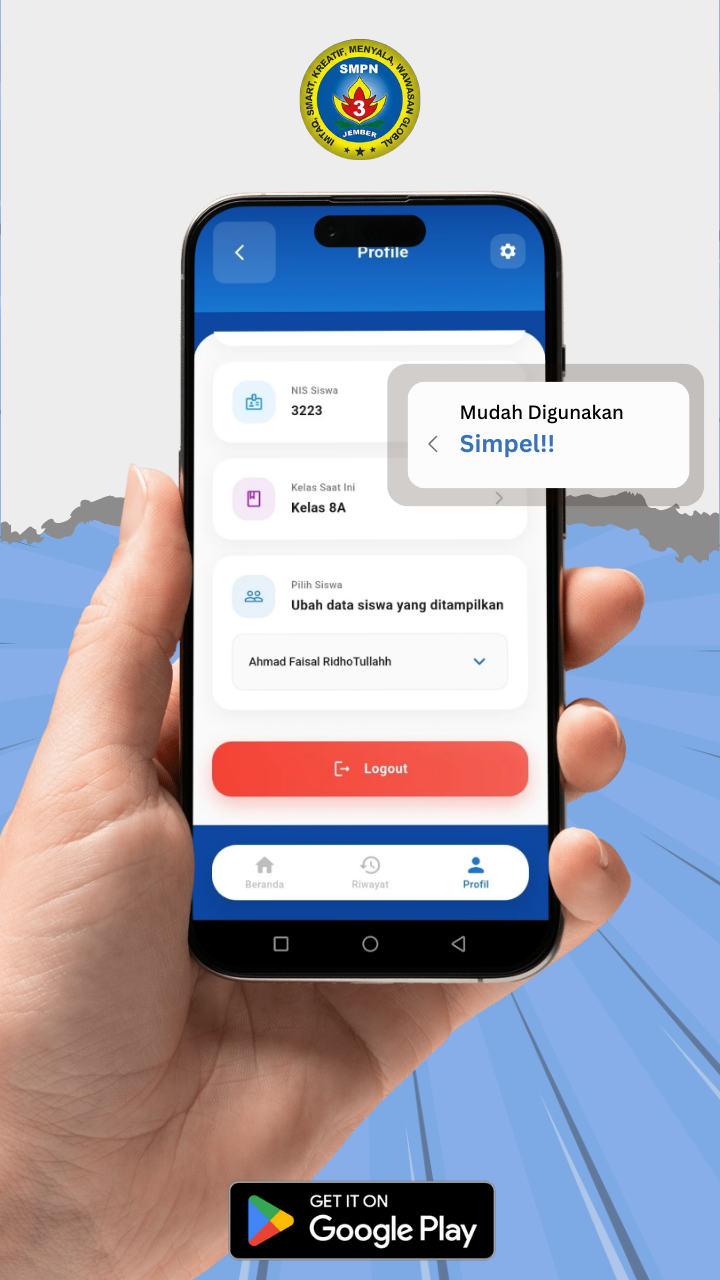 IMTAQ, SMART, KREATIF, MENYALA, WAWASAN GLOBAL
SMPN
3
JEMBER
Profile
NIS Siswa
3223
Mudah Digunakan
Simpel!!
Kelas Saat Ini
Kelas 8A
Pilih Siswa
Ubah data siswa yang ditampilkan
Ahmad Faisal RidhoTullahh
Logout
Beranda
Riwayat
Profil
GET IT ON
Google Play